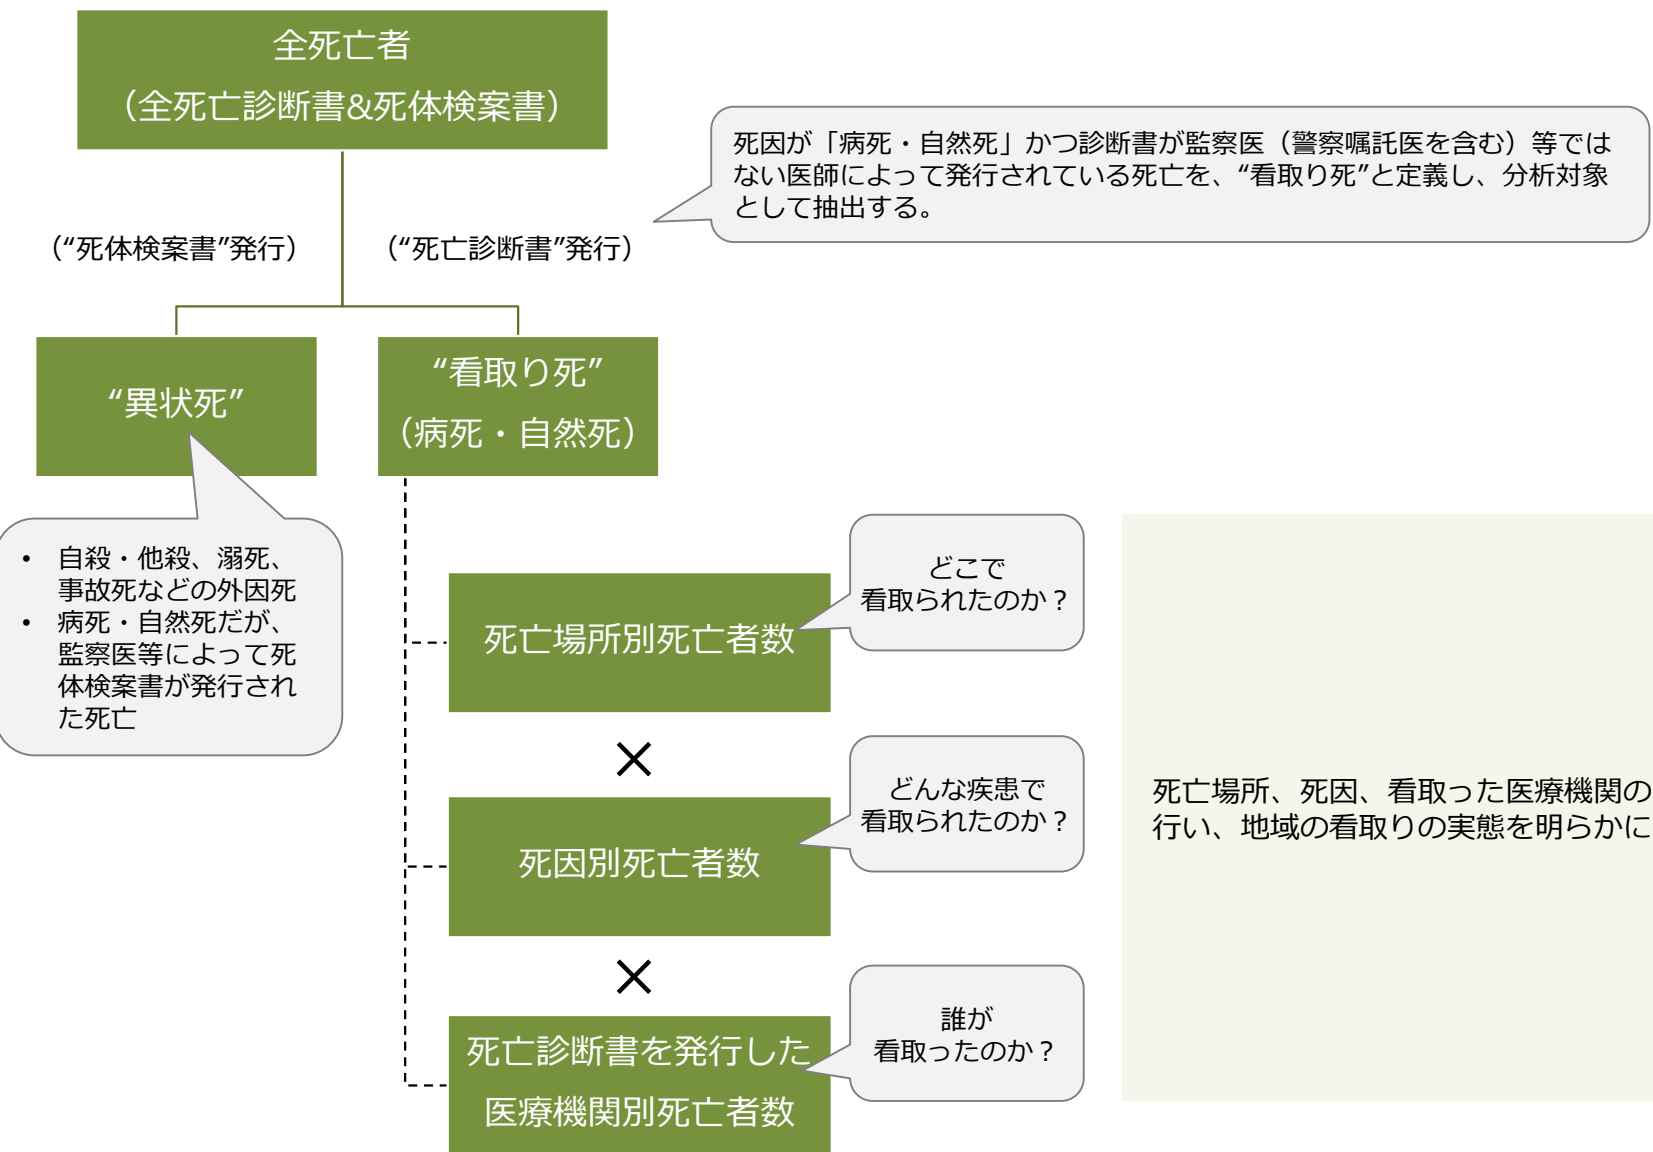 全死亡者
（全死亡診断書&死体検案書）
死因が「病死・自然死」かつ診断書が監察医（警察嘱託医を含む）等では
ない医師によって発行されている死亡を、“看取り死”と定義し、分析対象
として抽出する。
（“死体検案書”発行）
（“死亡診断書”発行）
“異状死”
“看取り死”
（病死・自然死）
• 自殺・他殺、溺死、
事故死などの外因死
• 病死・自然死だが、
監察医等によって死
体検案書が発行され
た死亡
どこで
看取られたのか？
死亡場所別死亡者数
×
どんな疾患で
看取られたのか？
死因別死亡者数
×
誰が
看取ったのか？
死亡診断書を発行した
医療機関別死亡者数
死亡場所、死因、看取った医療機関の
行い、地域の看取りの実態を明らかに